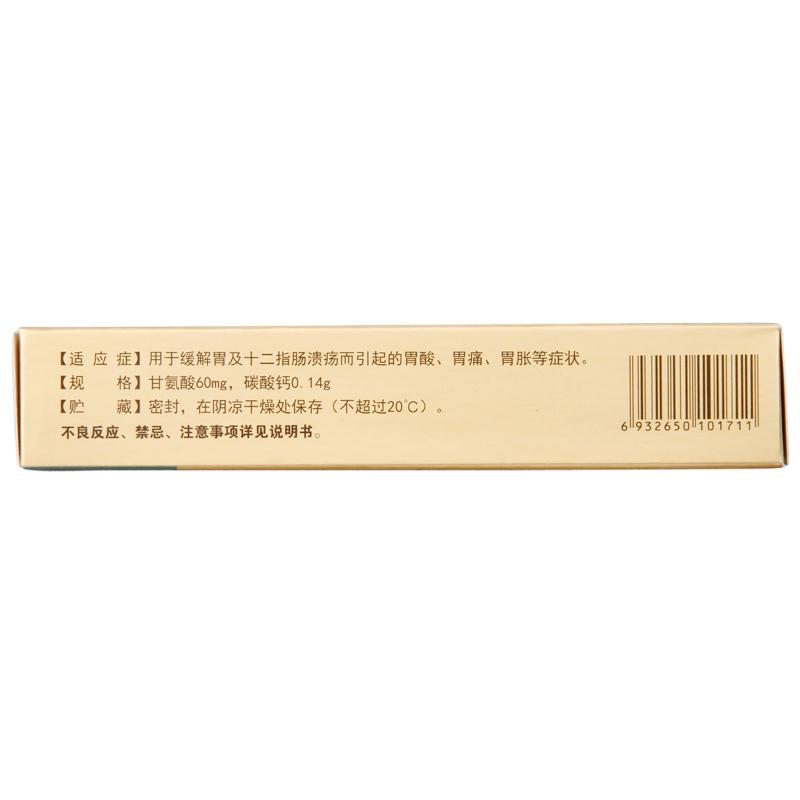 【适应症】用于缓解胃及十二指肠溃疡而引起的胃酸、胃痛、胃胀等症状。
【规格】甘氨酸60mg，碳酸钙0.14g
【贮藏】密封，在阴凉干燥处保存（不超过20℃）。
不良反应、禁忌、注意事项详见说明书。
6 932650 101711